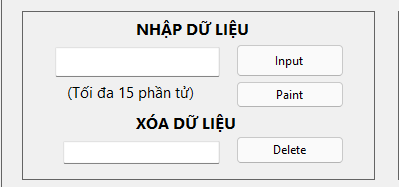 NHẬP DỮ LIỆU
Input
(Tối đa 15 phần tử)
Paint
XÓA DỮ LIỆU
Delete